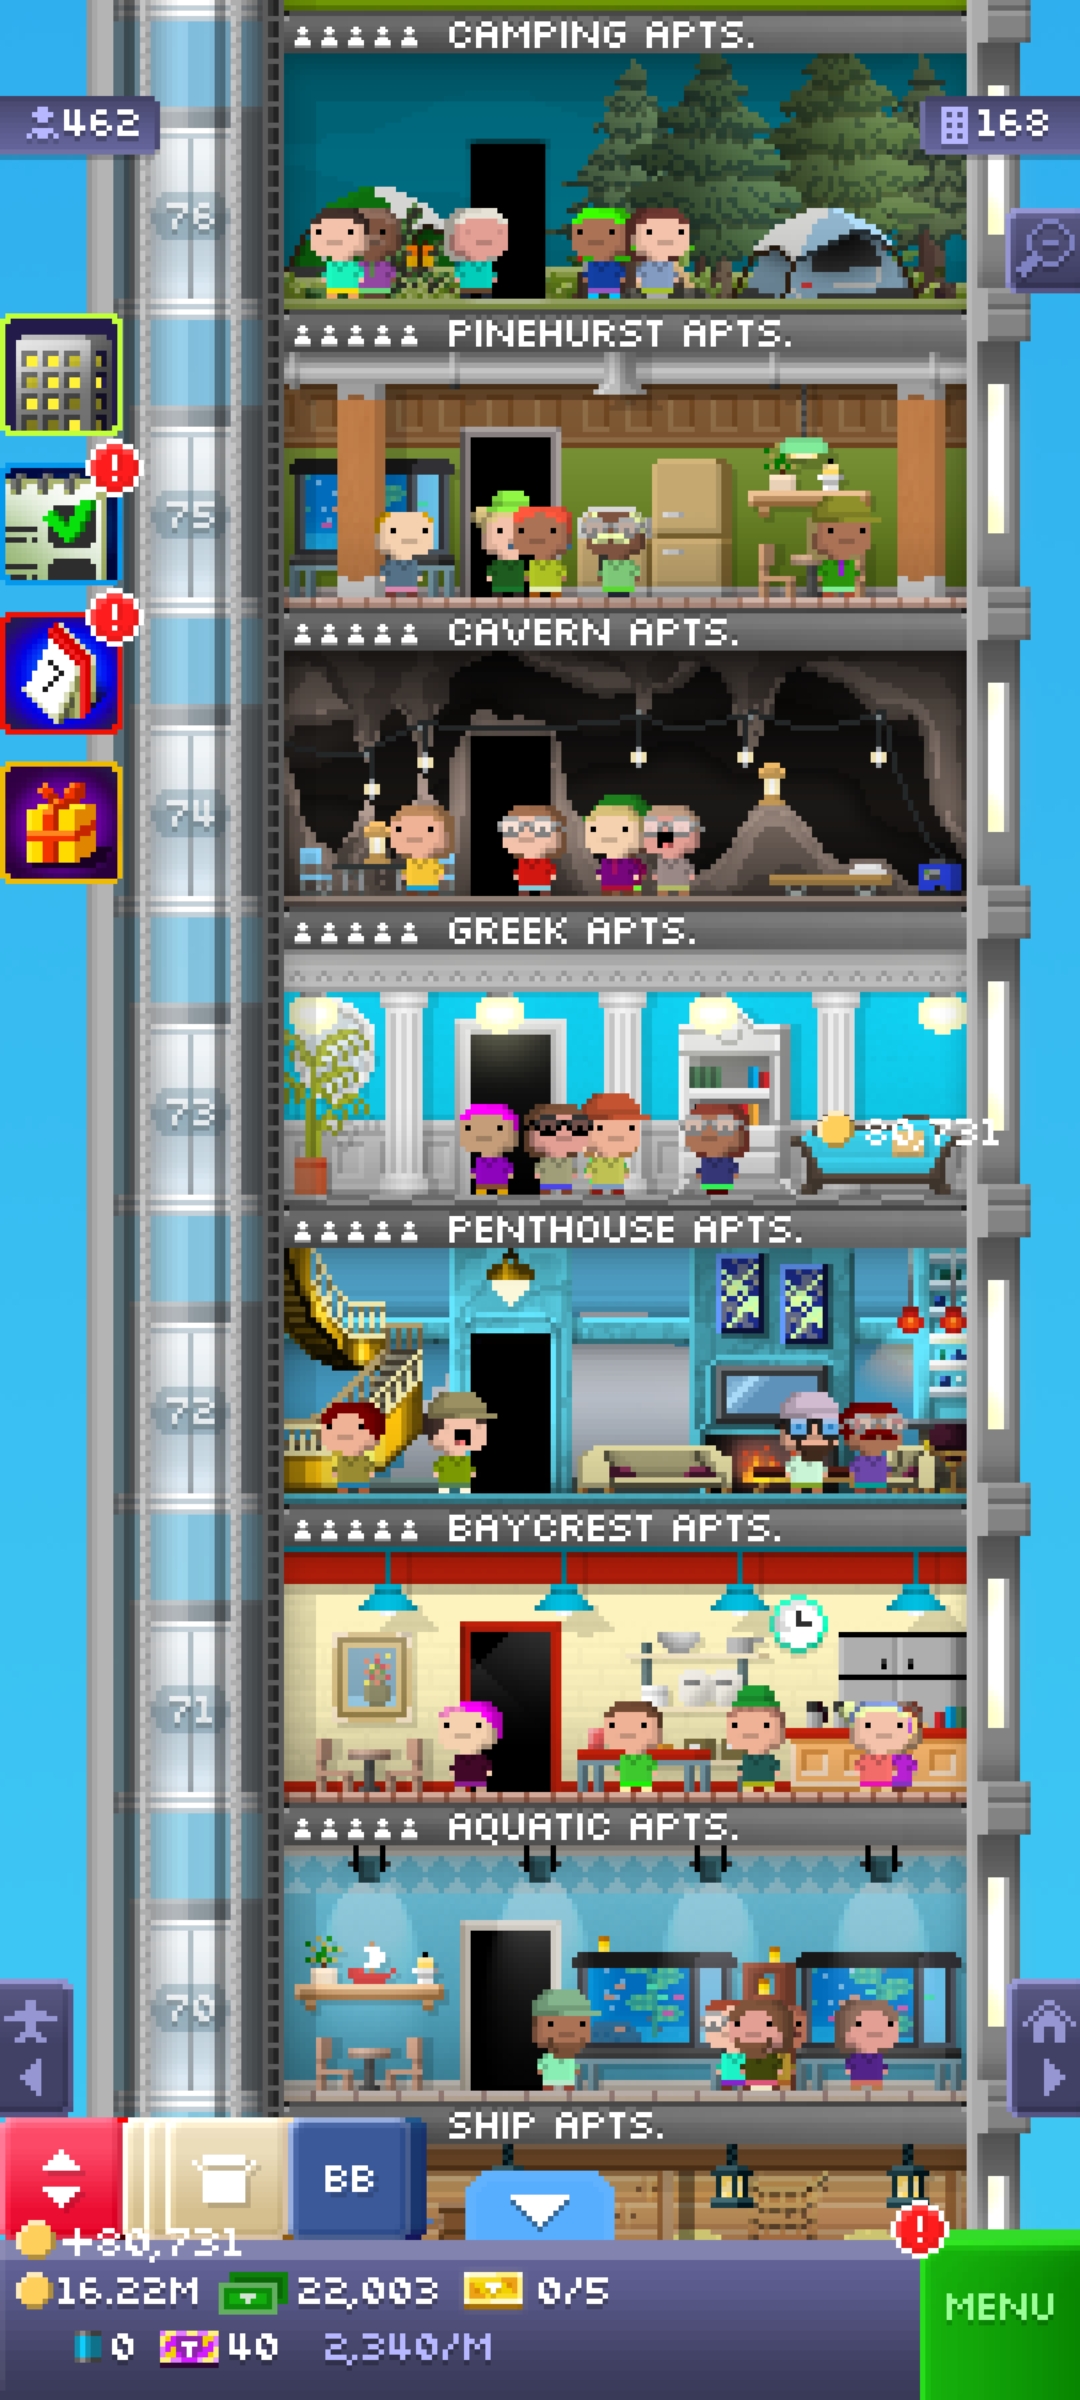 CAMPING APTS.
462
168
76
PINEHURST APTS.
75
CAVERN APTS.
7
74
GREEK APTS.
73
80,731
PENTHOUSE APTS.
72
BAYCREST APTS.
71
AQUATIC APTS.
70
SHIP APTS.
BB
+80,731
16.22M 22,003 0/5
MENU
0 T 40 2,340/M